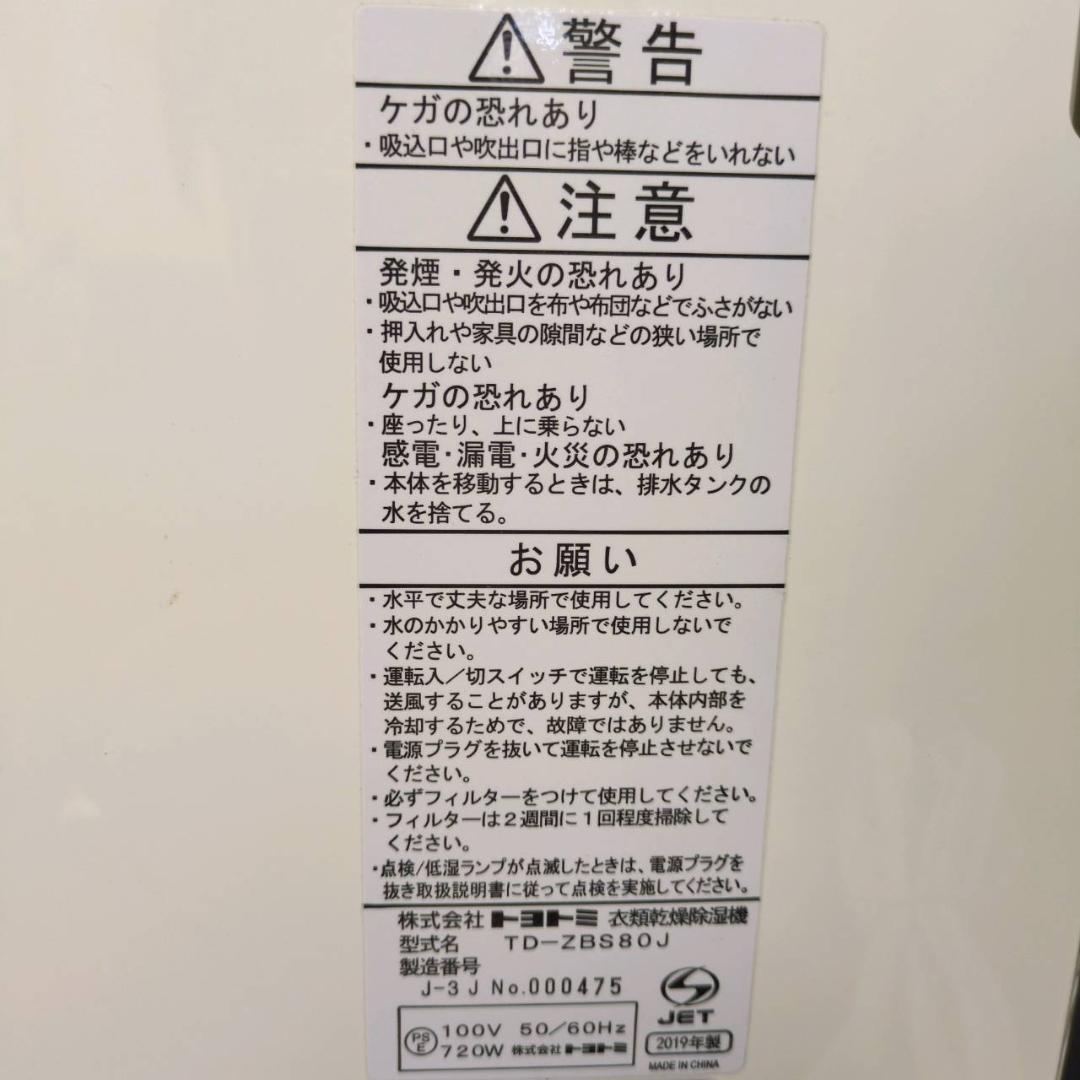 警告
ケガの恐れあり
・吸込口や吹出口に指や棒などをいれない
注意
発煙・発火の恐れあり
・吸込口や吹出口を布や布団などでふさがない
・押入れや家具の隙間などの狭い場所で
使用しない
ケガの恐れあり
・座ったり、上に乗らない
感電・漏電・火災の恐れあり
・本体を移動するときは、排水タンクの
水を捨てる。
お願い
・水平で丈夫な場所で使用してください。
・水のかかりやすい場所で使用しないで
ください。
・運転入／切スイッチで運転を停止しても、
送風することがありますが、本体内部を
冷却するためで、故障ではありません。
・電源プラグを抜いて運転を停止させないで
ください。
・必ずフィルターをつけて使用してください。
・フィルターは2週間に1回程度掃除して
ください。
・点検/低湿ランプが点滅したときは、電源プラグを
抜き取扱説明書に従って点検を実施してください。
株式会社トヨトミ 衣類乾燥除湿機
型式名 TD-ZBS80J
製造番号
J-3J No.000475
JET
PSE 100V 50/60Hz
720W 株式会社トヨトミ
2019年製
MADE IN CHINA